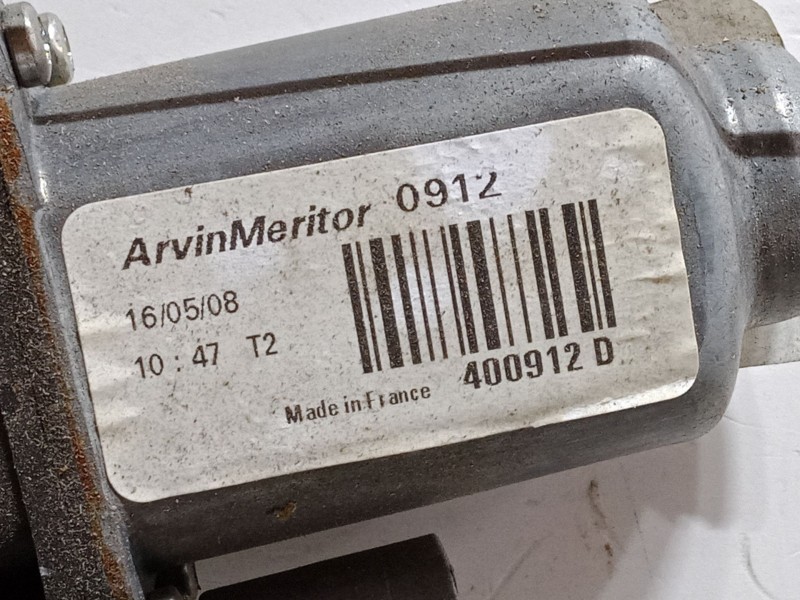 ArvinMeritor 0912
16/05/08
10 : 47 T2
400912 D
Made in France